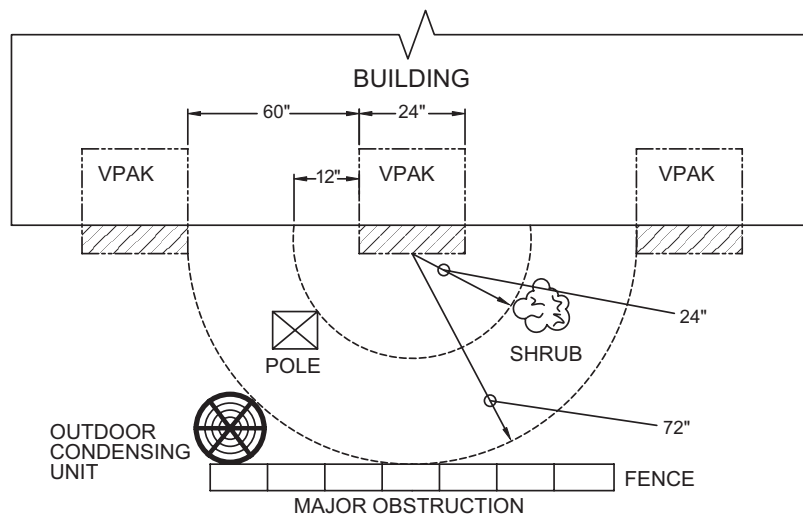 BUILDING
60"
24"
VPAK
12"
VPAK
VPAK
24"
SHRUB
POLE
72"
OUTDOOR
CONDENSING
UNIT
FENCE
MAJOR OBSTRUCTION